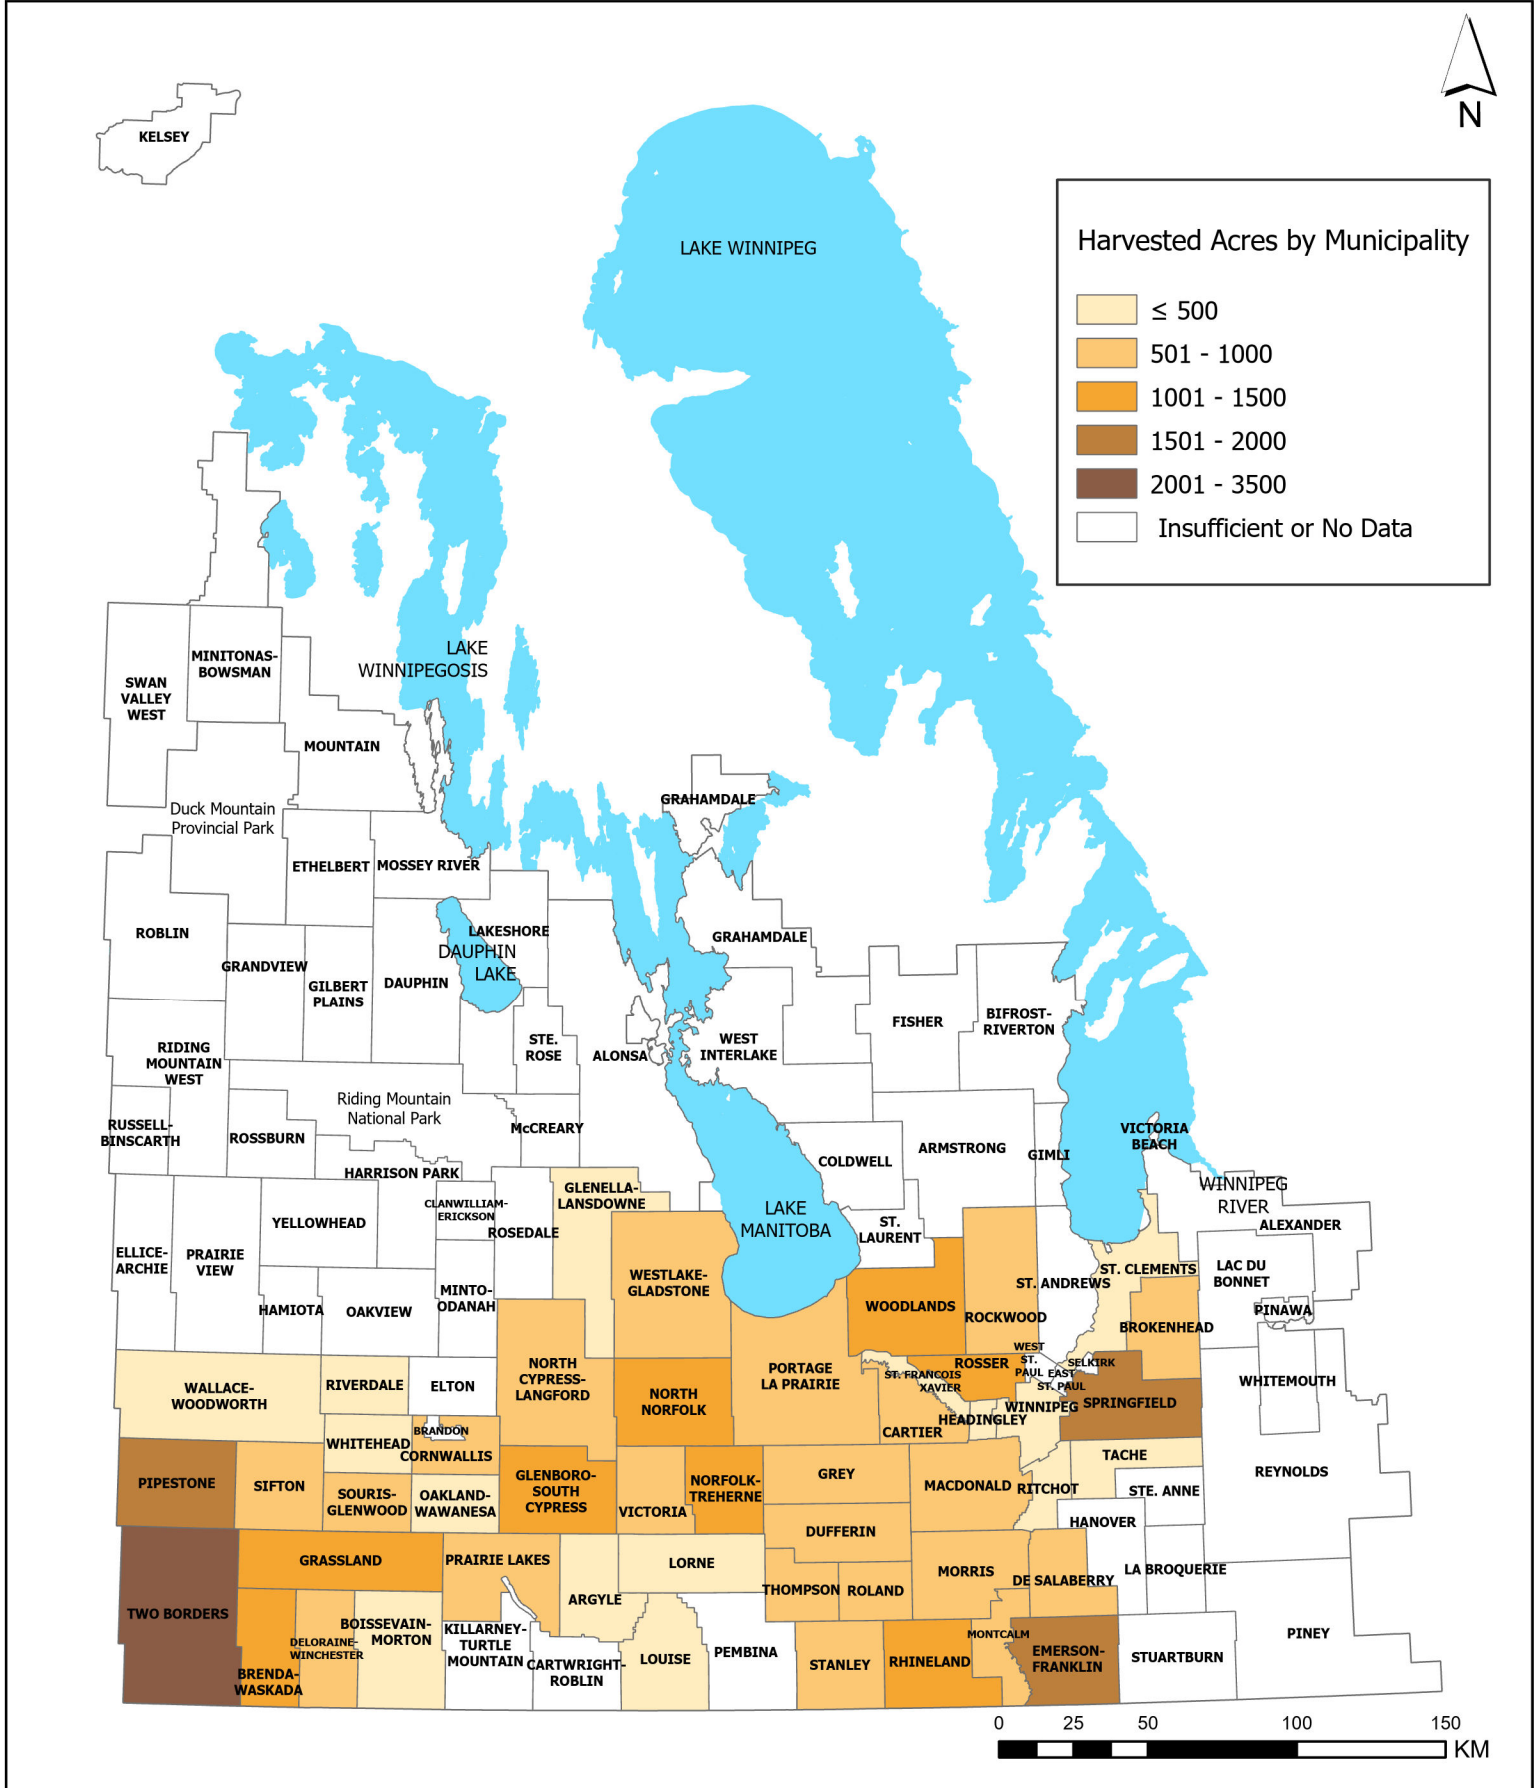 N
KELSEY
LAKE WINNIPEG
Harvested Acres by Municipality
≤ 500
501 - 1000
1001 - 1500
1501 - 2000
2001 - 3500
Insufficient or No Data
LAKE
WINNIPEGOSIS
MINITONAS-
BOWSMAN
SWAN
VALLEY
WEST
MOUNTAIN
Duck Mountain
Provincial Park
GRAHAMDALE
ETHELBERT
MOSSEY RIVER
ROBLIN
LAKESHORE
DAUPHIN
LAKE
GRAHAMDALE
GRANDVIEW
GILBERT
PLAINS
DAUPHIN
FISHER
BIFROST-
RIVERTON
STE.
ROSE
ALONSA
WEST
INTERLAKE
RIDING
MOUNTAIN
WEST
Riding Mountain
National Park
RUSSELL-
BINSCARTH
ROSSBURN
McCREARY
VICTORIA
BEACH
ARMSTRONG
GIMLI
COLDWELL
HARRISON PARK
GLENELLA-
LANSDOWNE
WINNIPEG
RIVER
CLANWILLIAM-
ERICKSON
ROSEDALE
YELLOWHEAD
LAKE
MANITOBA
ST.
LAURENT
ALEXANDER
ELLICE-
ARCHIE
PRAIRIE
VIEW
WESTLAKE-
GLADSTONE
ST. ANDREWS
ST. CLEMENTS
LAC DU
BONNET
HAMIOTA
OAKVIEW
MINTO-
ODANAH
WOODLANDS
ROCKWOOD
BROKENHEAD
PINAWA
WALLACE-
WOODWORTH
RIVERDALE
ELTON
NORTH
CYPRESS-
LANGFORD
NORTH
NORFOLK
PORTAGE
LA PRAIRIE
ST. FRANCOIS
XAVIER
ROSSER
WEST
ST.
PAUL
EAST
ST. PAUL
SELKIRK
WHITEMOUTH
SPRINGFIELD
WINNIPEG
HEADINGLEY
CARTIER
WHITEHEAD
BRANDON
CORNWALLIS
TACHE
PIPESTONE
SIFTON
SOURIS-
GLENWOOD
OAKLAND-
WAWANESA
GLENBORO-
SOUTH
CYPRESS
VICTORIA
NORFOLK-
TREHERNE
GREY
MACDONALD
RITCHOT
STE. ANNE
REYNOLDS
HANOVER
DUFFERIN
GRASSLAND
PRAIRIE LAKES
LORNE
ARGYLE
THOMPSON
ROLAND
MORRIS
DE SALABERRY
LA BROQUERIE
TWO BORDERS
BRENDA-
WASKADA
DELORAINE-
WINCHESTER
BOISSEVAIN-
MORTON
KILLARNEY-
TURTLE
MOUNTAIN
CARTWRIGHT-
ROBLIN
LOUISE
PEMBINA
STANLEY
RHINELAND
MONTCALM
EMERSON-
FRANKLIN
STUARTBURN
PINEY
0 25 50 100 150
KM